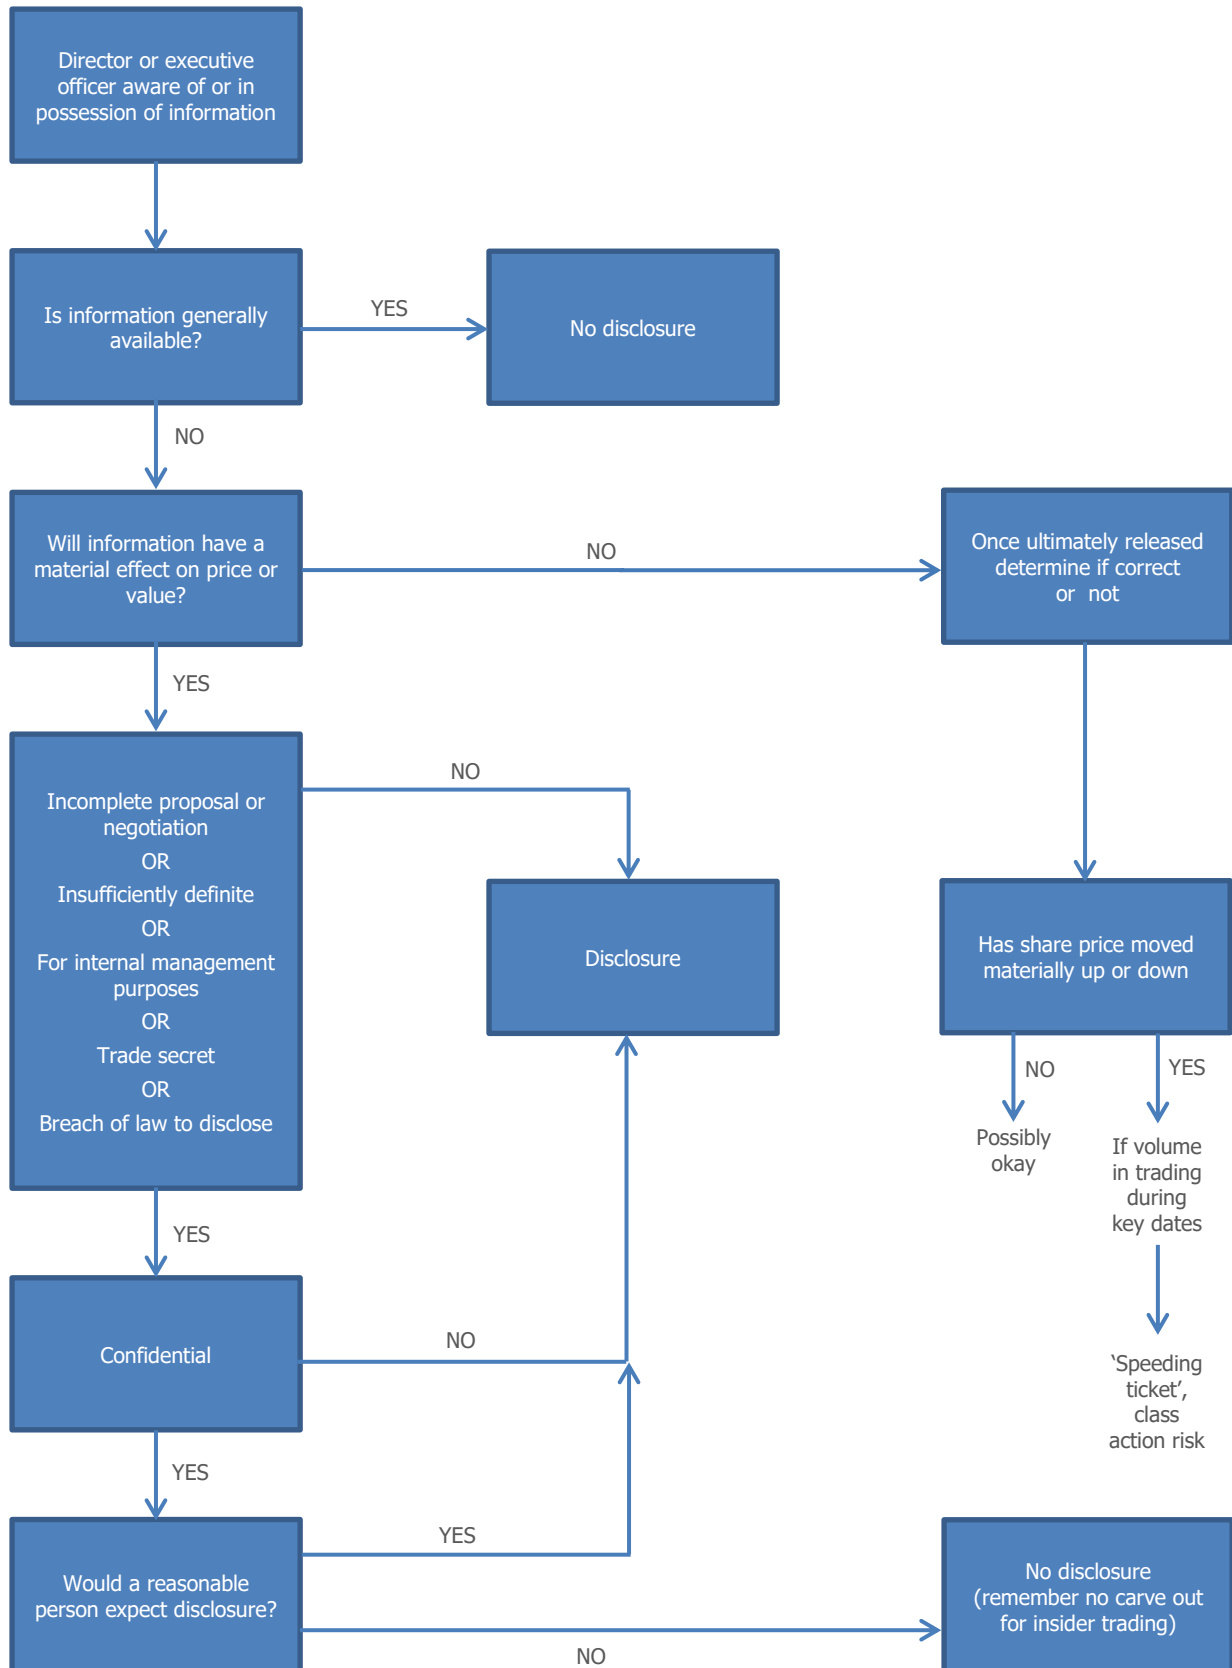 Director or executive
officer aware of or in
possession of information
Is information generally
available?
YES
No disclosure
NO
Will information have a
material effect on price or
value?
NO
Once ultimately released
determine if correct
or not
YES
Incomplete proposal or
negotiation
OR
Insufficiently definite
OR
For internal management
purposes
OR
Trade secret
OR
Breach of law to disclose
NO
Disclosure
Has share price moved
materially up or down
NO
YES
Possibly
okay
If volume
in trading
during
key dates
YES
Confidential
NO
‘Speeding
ticket’,
class
action risk
YES
Would a reasonable
person expect disclosure?
YES
NO
No disclosure
(remember no carve out
for insider trading)